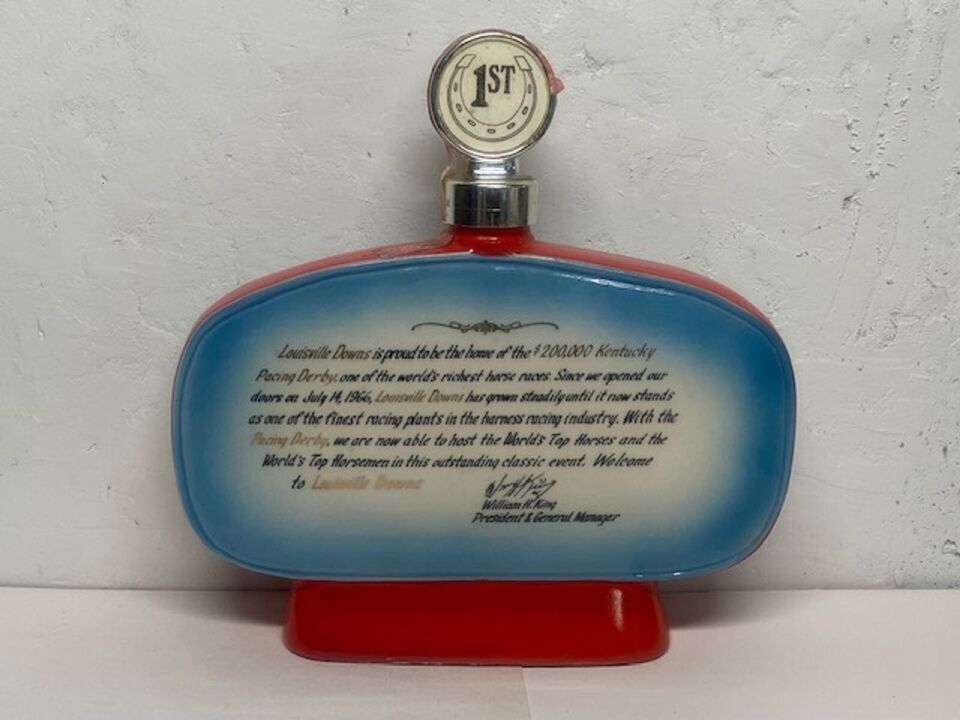 1ST
Louisville Downs is proud to be the home of the $200,000 Kentucky
Pacing Derby, one of the world's richest horse races. Since we opened our
doors on July 14, 1966, Louisville Downs has grown steadily until it now stands
as one of the finest racing plants in the harness racing industry. With the
Pacing Derby, we are now able to host the World's Top Horses and the
World's Top Horsemen in this outstanding classic event. Welcome
to Louisville Downs
Wm H King
William H. King
President & General Manager